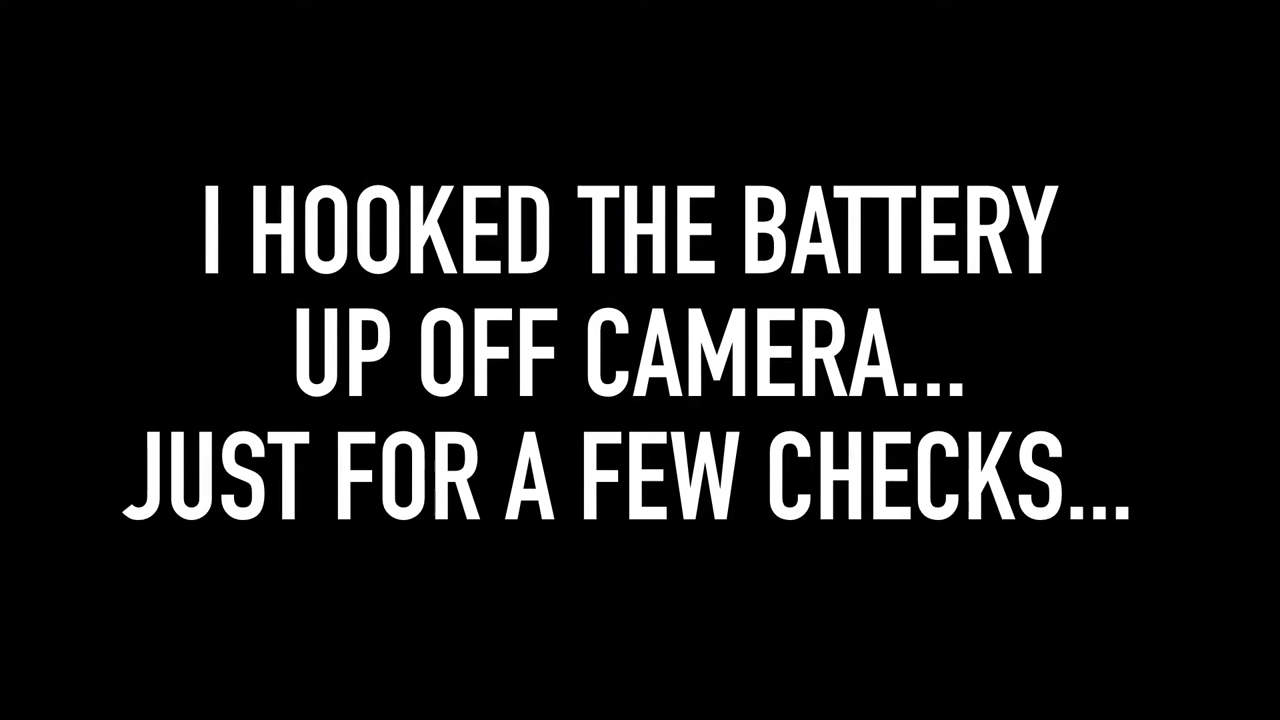 I HOOKED THE BATTERY
UP OFF CAMERA...
JUST FOR A FEW CHECKS...